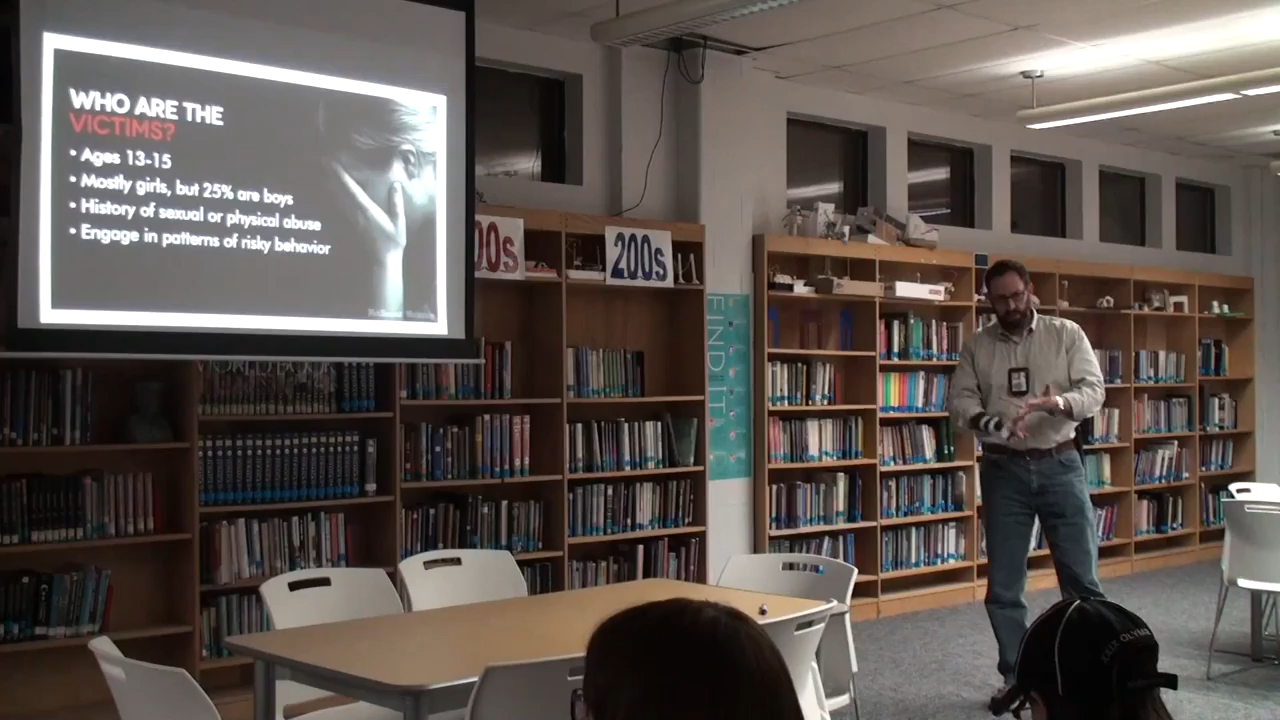 WHO ARE THE
VICTIMS?
• Ages 13-15
• Mostly girls, but 25% are boys
• History of sexual or physical abuse
• Engage in patterns of risky behavior
00s
200s
FIND IT